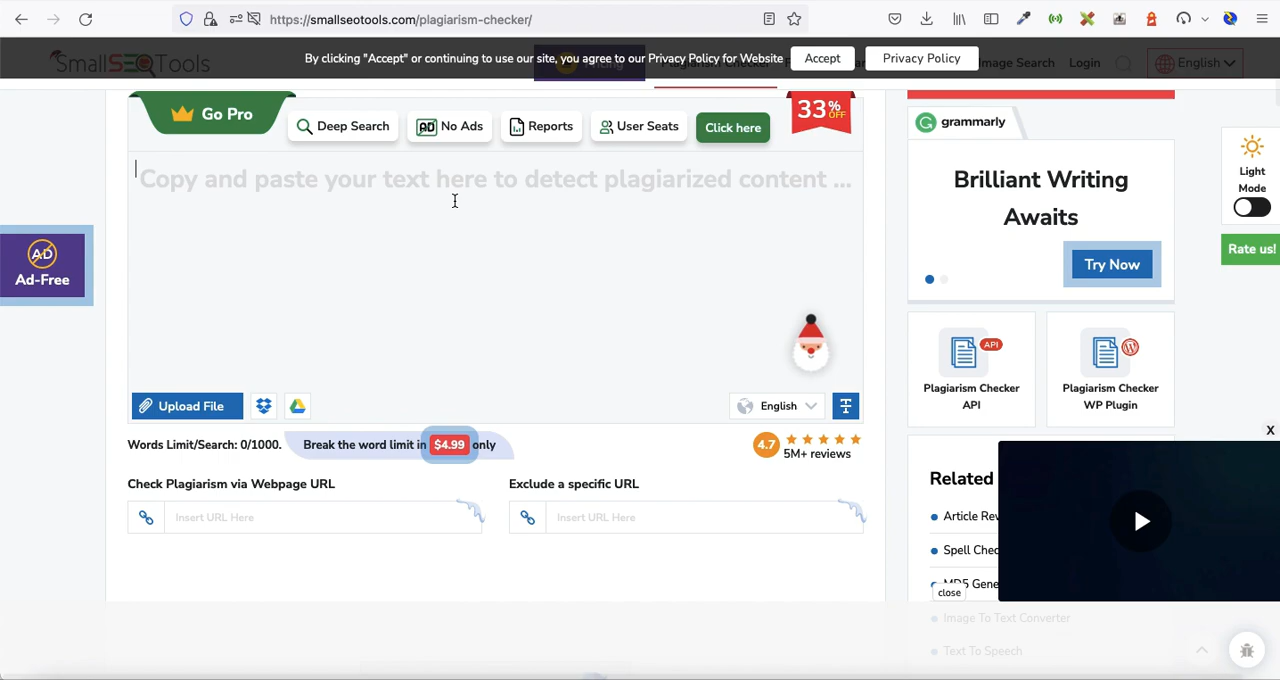 https://smallseotools.com/plagiarism-checker/
SmallSEOTools
By clicking "Accept" or continuing to use our site, you agree to our Privacy Policy for Website
Accept
Privacy Policy
Image Search
Login
English
Go Pro
Deep Search
AD No Ads
Reports
User Seats
Click here
33% OFF
Copy and paste your text here to detect plagiarized content ...
grammarly
Brilliant Writing
Awaits
Try Now
Light
Mode
Rate us!
AD
Ad-Free
API
Plagiarism Checker
API
Plagiarism Checker
WP Plugin
Upload File
English
Words Limit/Search: 0/1000.
Break the word limit in $4.99 only
4.7
5M+ reviews
X
Check Plagiarism via Webpage URL
Exclude a specific URL
Insert URL Here
Insert URL Here
Related
Article Rew
Spell Chec
MD5 Gene
close
Image To Text Converter
Text To Speech